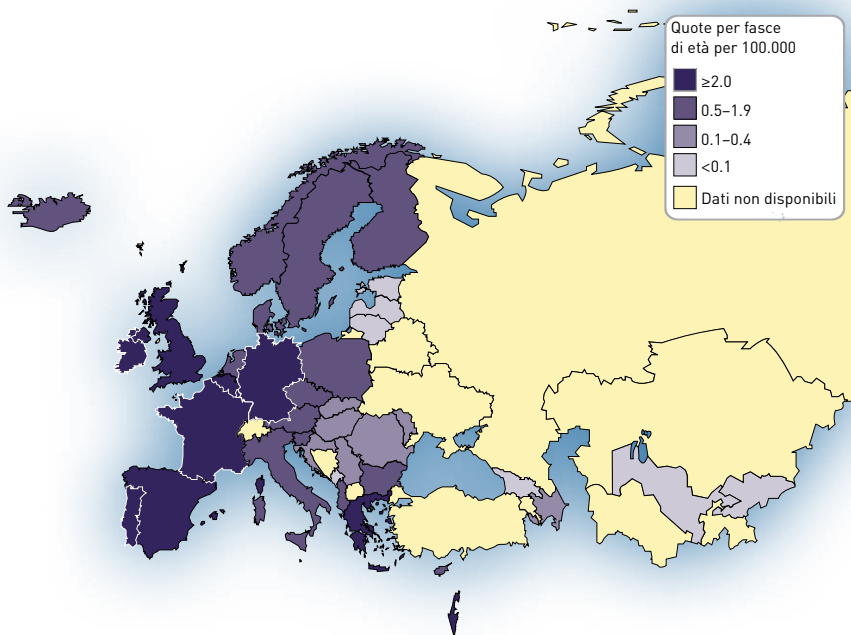 Quote per fasce
di età per 100.000
≥2.0
0.5–1.9
0.1–0.4
<0.1
Dati non disponibili